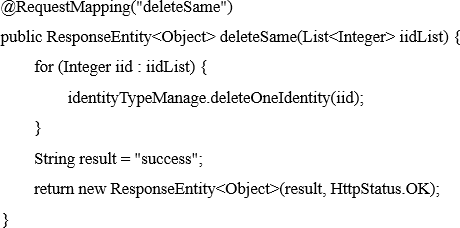 @RequestMapping("deleteSame")
public ResponseEntity<Object> deleteSame(List<Integer> iidList) {
for (Integer iid : iidList) {
identityTypeManage.deleteOneIdentity(iid);
}
String result = "success";
return new ResponseEntity<Object>(result, HttpStatus.OK);
}